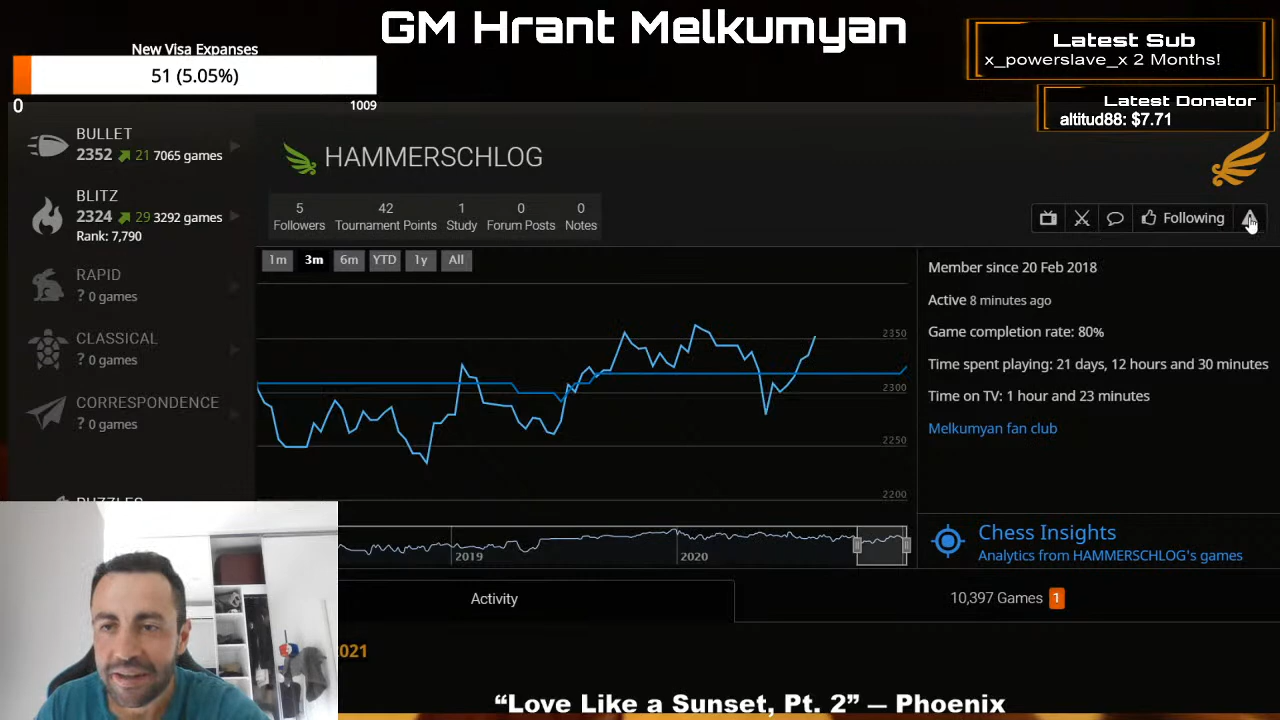 GM Hrant Melkumyan
New Visa Expanses
51 (5.05%)
0
1009
Latest Sub
x_powerslave_x 2 Months!
Latest Donator
altitud88: $7.71
BULLET
2352 21 7065 games
BLITZ
2324 29 3292 games
Rank: 7,790
RAPID
? 0 games
CLASSICAL
? 0 games
CORRESPONDENCE
? 0 games
PUZZLES
HAMMERSCHLOG
5 42 1 0 0
Followers Tournament Points Study Forum Posts Notes
Following
1m 3m 6m YTD 1y All
2350
2300
2250
2200
2019 2020
Member since 20 Feb 2018
Active 8 minutes ago
Game completion rate: 80%
Time spent playing: 21 days, 12 hours and 30 minutes
Time on TV: 1 hour and 23 minutes
Melkumyan fan club
Chess Insights
Analytics from HAMMERSCHLOG's games
Activity
10,397 Games 1
021
“Love Like a Sunset, Pt. 2” — Phoenix